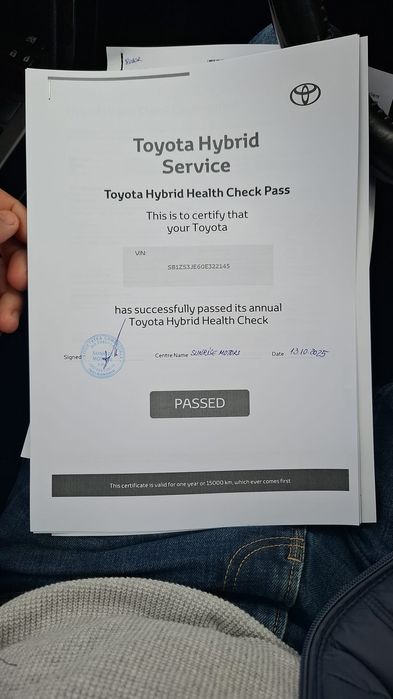 Toyota Hybrid
Service
Toyota Hybrid Health Check Pass
This is to certify that
your Toyota
VIN:
SB1Z53JE60E322145
has successfully passed its annual
Toyota Hybrid Health Check
Signed
Centre Name SUNRISE MOTORS
Date 13.10.2025
PASSED
This certificate is valid for one year or 15000 km, which ever comes first